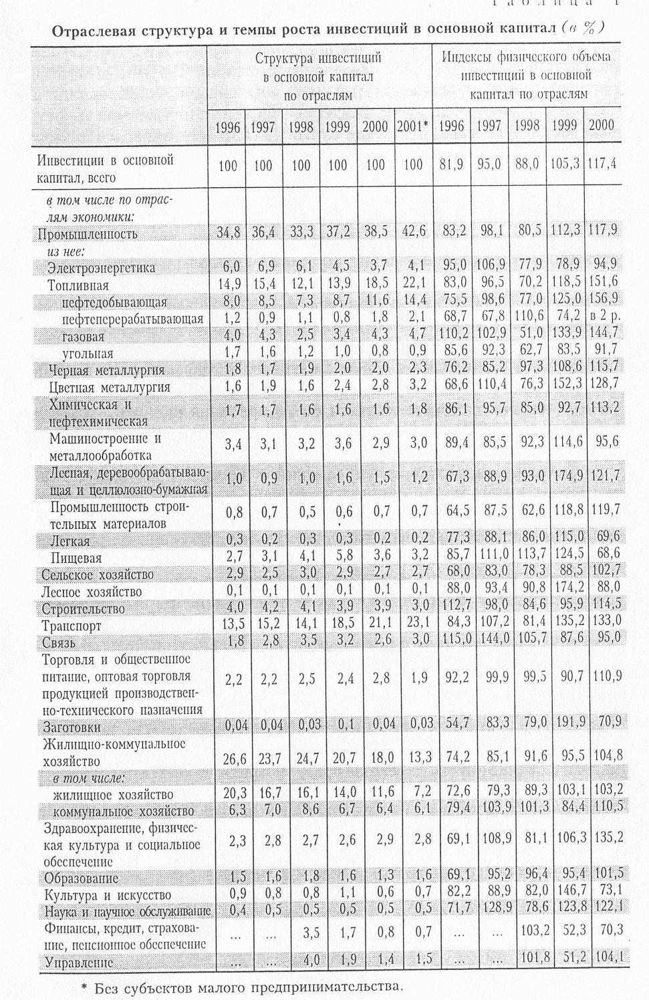 Таблица 1
Отраслевая структура и темпы роста инвестиций в основной капитал (в %)
Структура инвестиций в основной капитал по отраслям | Индексы физического объема инвестиций в основной капитал по отраслям
1996 1997 1998 1999 2000 2001* 1996 1997 1998 1999 2000
Инвестиции в основной
капитал, всего 100 100 100 100 100 100 81,9 95,0 88,0 105,3 117,4
в том числе по отрас-
лям экономики:
Промышленность 34,8 36,4 33,3 37,2 38,5 42,6 83,2 98,1 80,5 112,3 117,9
из нее:
Электроэнергетика 6,0 6,9 6,1 4,5 3,7 4,1 95,0 106,9 77,9 78,9 94,9
Топливная 14,9 15,4 12,1 13,9 18,5 22,1 83,0 96,5 70,2 118,5 151,6
нефтедобывающая 8,0 8,5 7,3 8,7 11,6 14,4 75,5 98,6 77,0 125,0 156,9
нефтеперерабатывающая 1,2 0,9 1,1 0,8 1,8 2,1 68,7 67,8 110,6 74,2 в 2 р.
газовая 4,0 4,3 2,5 3,4 4,3 4,7 110,2 102,9 51,0 133,9 144,7
угольная 1,7 1,6 1,2 1,0 0,8 0,9 85,6 92,3 62,7 83,5 91,7
Черная металлургия 1,8 1,7 1,9 2,0 2,0 2,3 76,2 85,2 97,3 108,6 115,7
Цветная металлургия 1,6 1,9 1,6 2,4 2,8 3,2 68,6 110,4 76,3 152,3 128,7
Химическая и
нефтехимическая 1,7 1,7 1,6 1,6 1,6 1,8 86,1 95,7 85,0 92,7 113,2
Машиностроение и
металлообработка 3,4 3,1 3,2 3,6 2,9 3,0 89,4 85,5 92,3 114,6 95,6
Лесная, деревообрабатываю-
щая и целлюлозно-бумажная 1,0 0,9 1,0 1,6 1,5 1,2 67,3 88,9 93,0 174,9 121,7
Промышленность строи-
тельных материалов 0,8 0,7 0,5 0,6 0,7 0,7 64,5 87,5 62,6 118,8 119,7
Легкая 0,3 0,2 0,3 0,3 0,2 0,2 77,3 88,1 86,0 115,0 69,6
Пищевая 2,7 3,1 4,1 5,8 3,6 3,2 85,7 111,0 113,7 124,5 68,6
Сельское хозяйство 2,9 2,5 3,0 2,9 2,7 2,7 68,0 83,0 78,3 88,5 102,7
Лесное хозяйство 0,1 0,1 0,1 0,1 0,1 0,1 88,0 93,4 90,8 174,2 88,0
Строительство 4,0 4,2 4,1 3,9 3,9 3,0 112,7 98,0 84,6 95,9 114,5
Транспорт 13,5 15,2 14,1 18,5 21,1 23,1 84,3 107,2 81,4 135,2 133,0
Связь 1,8 2,8 3,5 3,2 2,6 3,0 115,0 144,0 105,7 87,6 95,0
Торговля и общественное
питание, оптовая торговля
продукцией производствен-
но-технического назначения 2,2 2,2 2,5 2,4 2,8 1,9 92,2 99,9 99,5 90,7 110,9
Заготовки 0,04 0,04 0,03 0,1 0,04 0,03 54,7 83,3 79,0 191,9 70,9
Жилищно-коммунальное
хозяйство 26,6 23,7 24,7 20,7 18,0 13,3 74,2 85,1 91,6 95,5 104,8
в том числе:
жилищное хозяйство 20,3 16,7 16,1 14,0 11,6 7,2 72,6 79,3 89,3 103,1 103,2
коммунальное хозяйство 6,3 7,0 8,6 6,7 6,4 6,1 79,4 103,9 101,3 84,4 110,5
Здравоохранение, физичес-
кая культура и социальное
обеспечение 2,3 2,8 2,7 2,6 2,9 2,8 69,1 108,9 81,1 106,3 135,2
Образование 1,5 1,6 1,8 1,6 1,3 1,6 69,1 95,2 96,4 95,4 101,5
Культура и искусство 0,9 0,8 0,8 1,1 0,6 0,7 82,2 88,9 82,0 146,7 73,1
Наука и научное обслуживание 0,4 0,5 0,5 0,5 0,5 0,5 71,7 128,9 78,6 123,8 122,1
Финансы, кредит, страхова-
ние, пенсионное обеспечение ... ... 3,5 1,7 0,8 0,7 ... ... 103,2 52,3 70,3
Управление ... ... 4,0 1,9 1,4 1,5 ... ... 101,8 51,2 104,1
* Без субъектов малого предпринимательства.